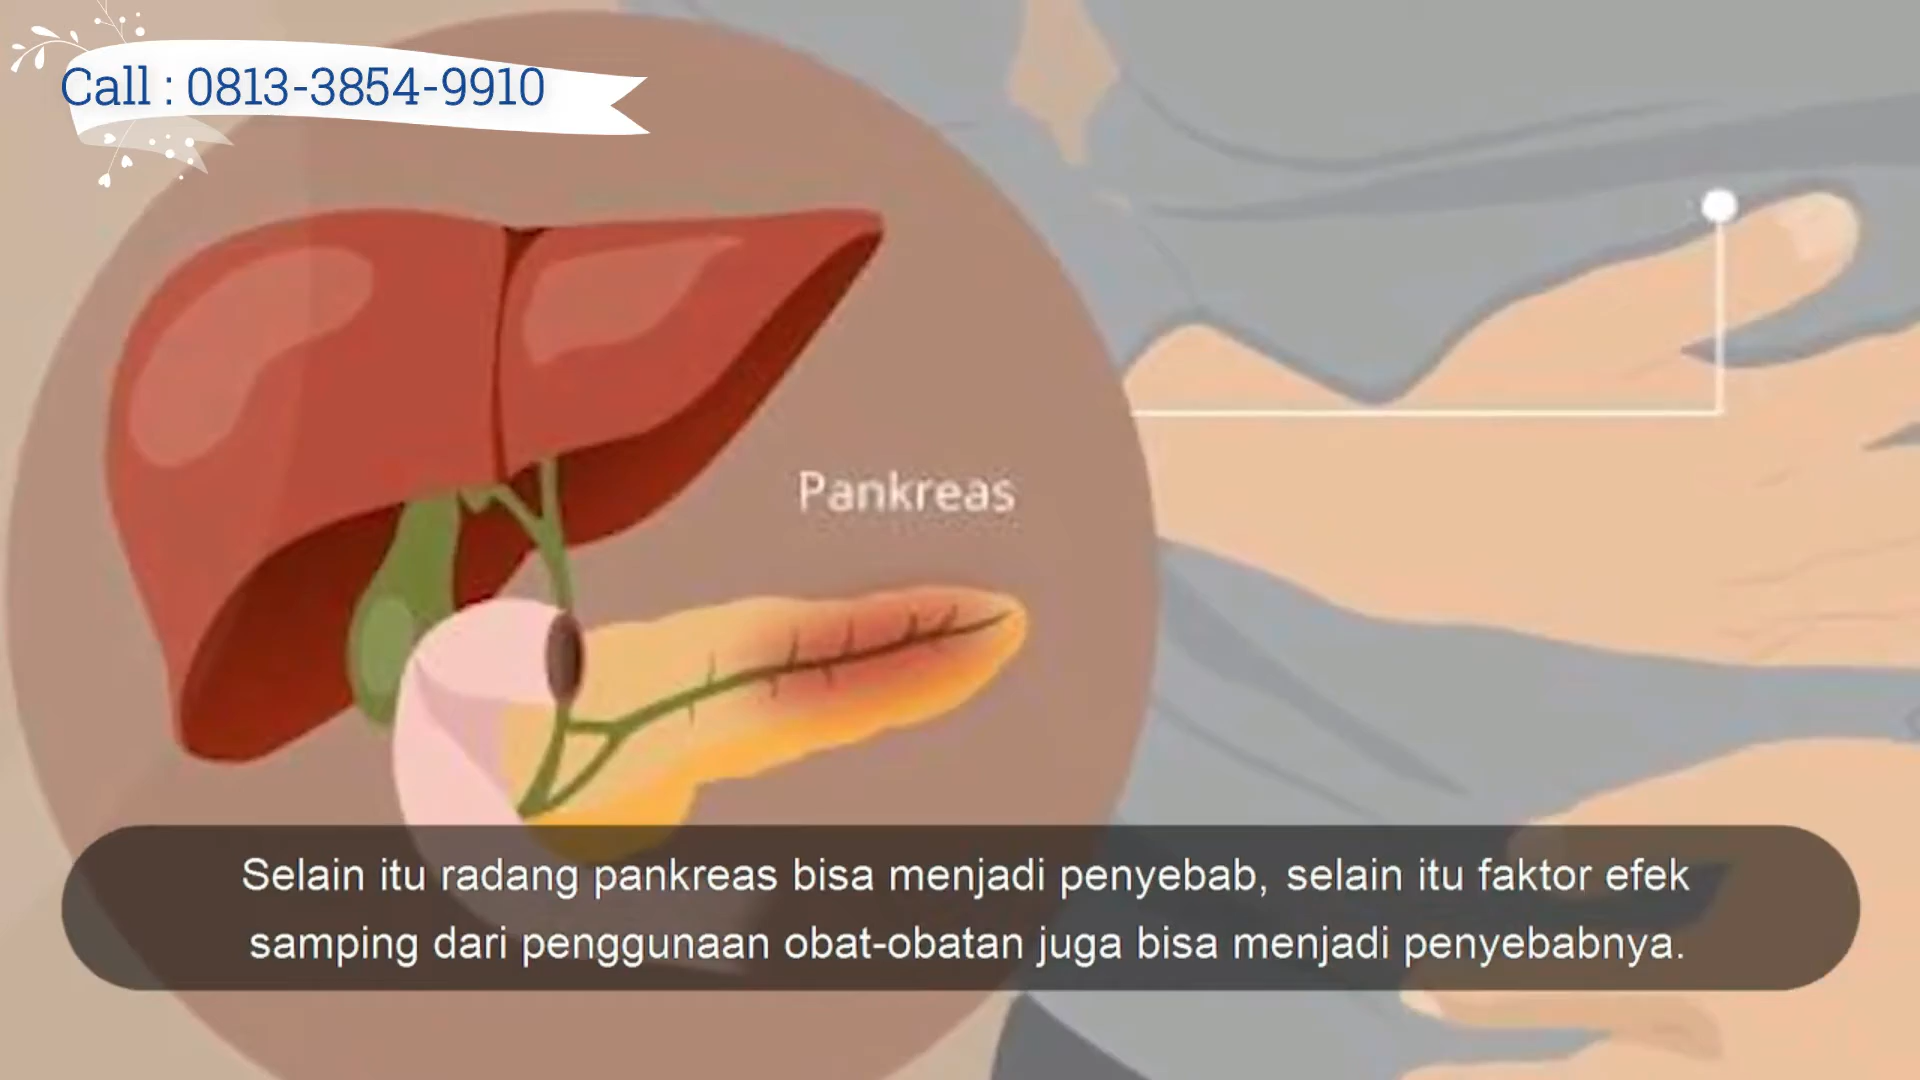 Call : 0813-3854-9910
Pankreas
Selain itu radang pankreas bisa menjadi penyebab, selain itu faktor efek
samping dari penggunaan obat-obatan juga bisa menjadi penyebabnya.